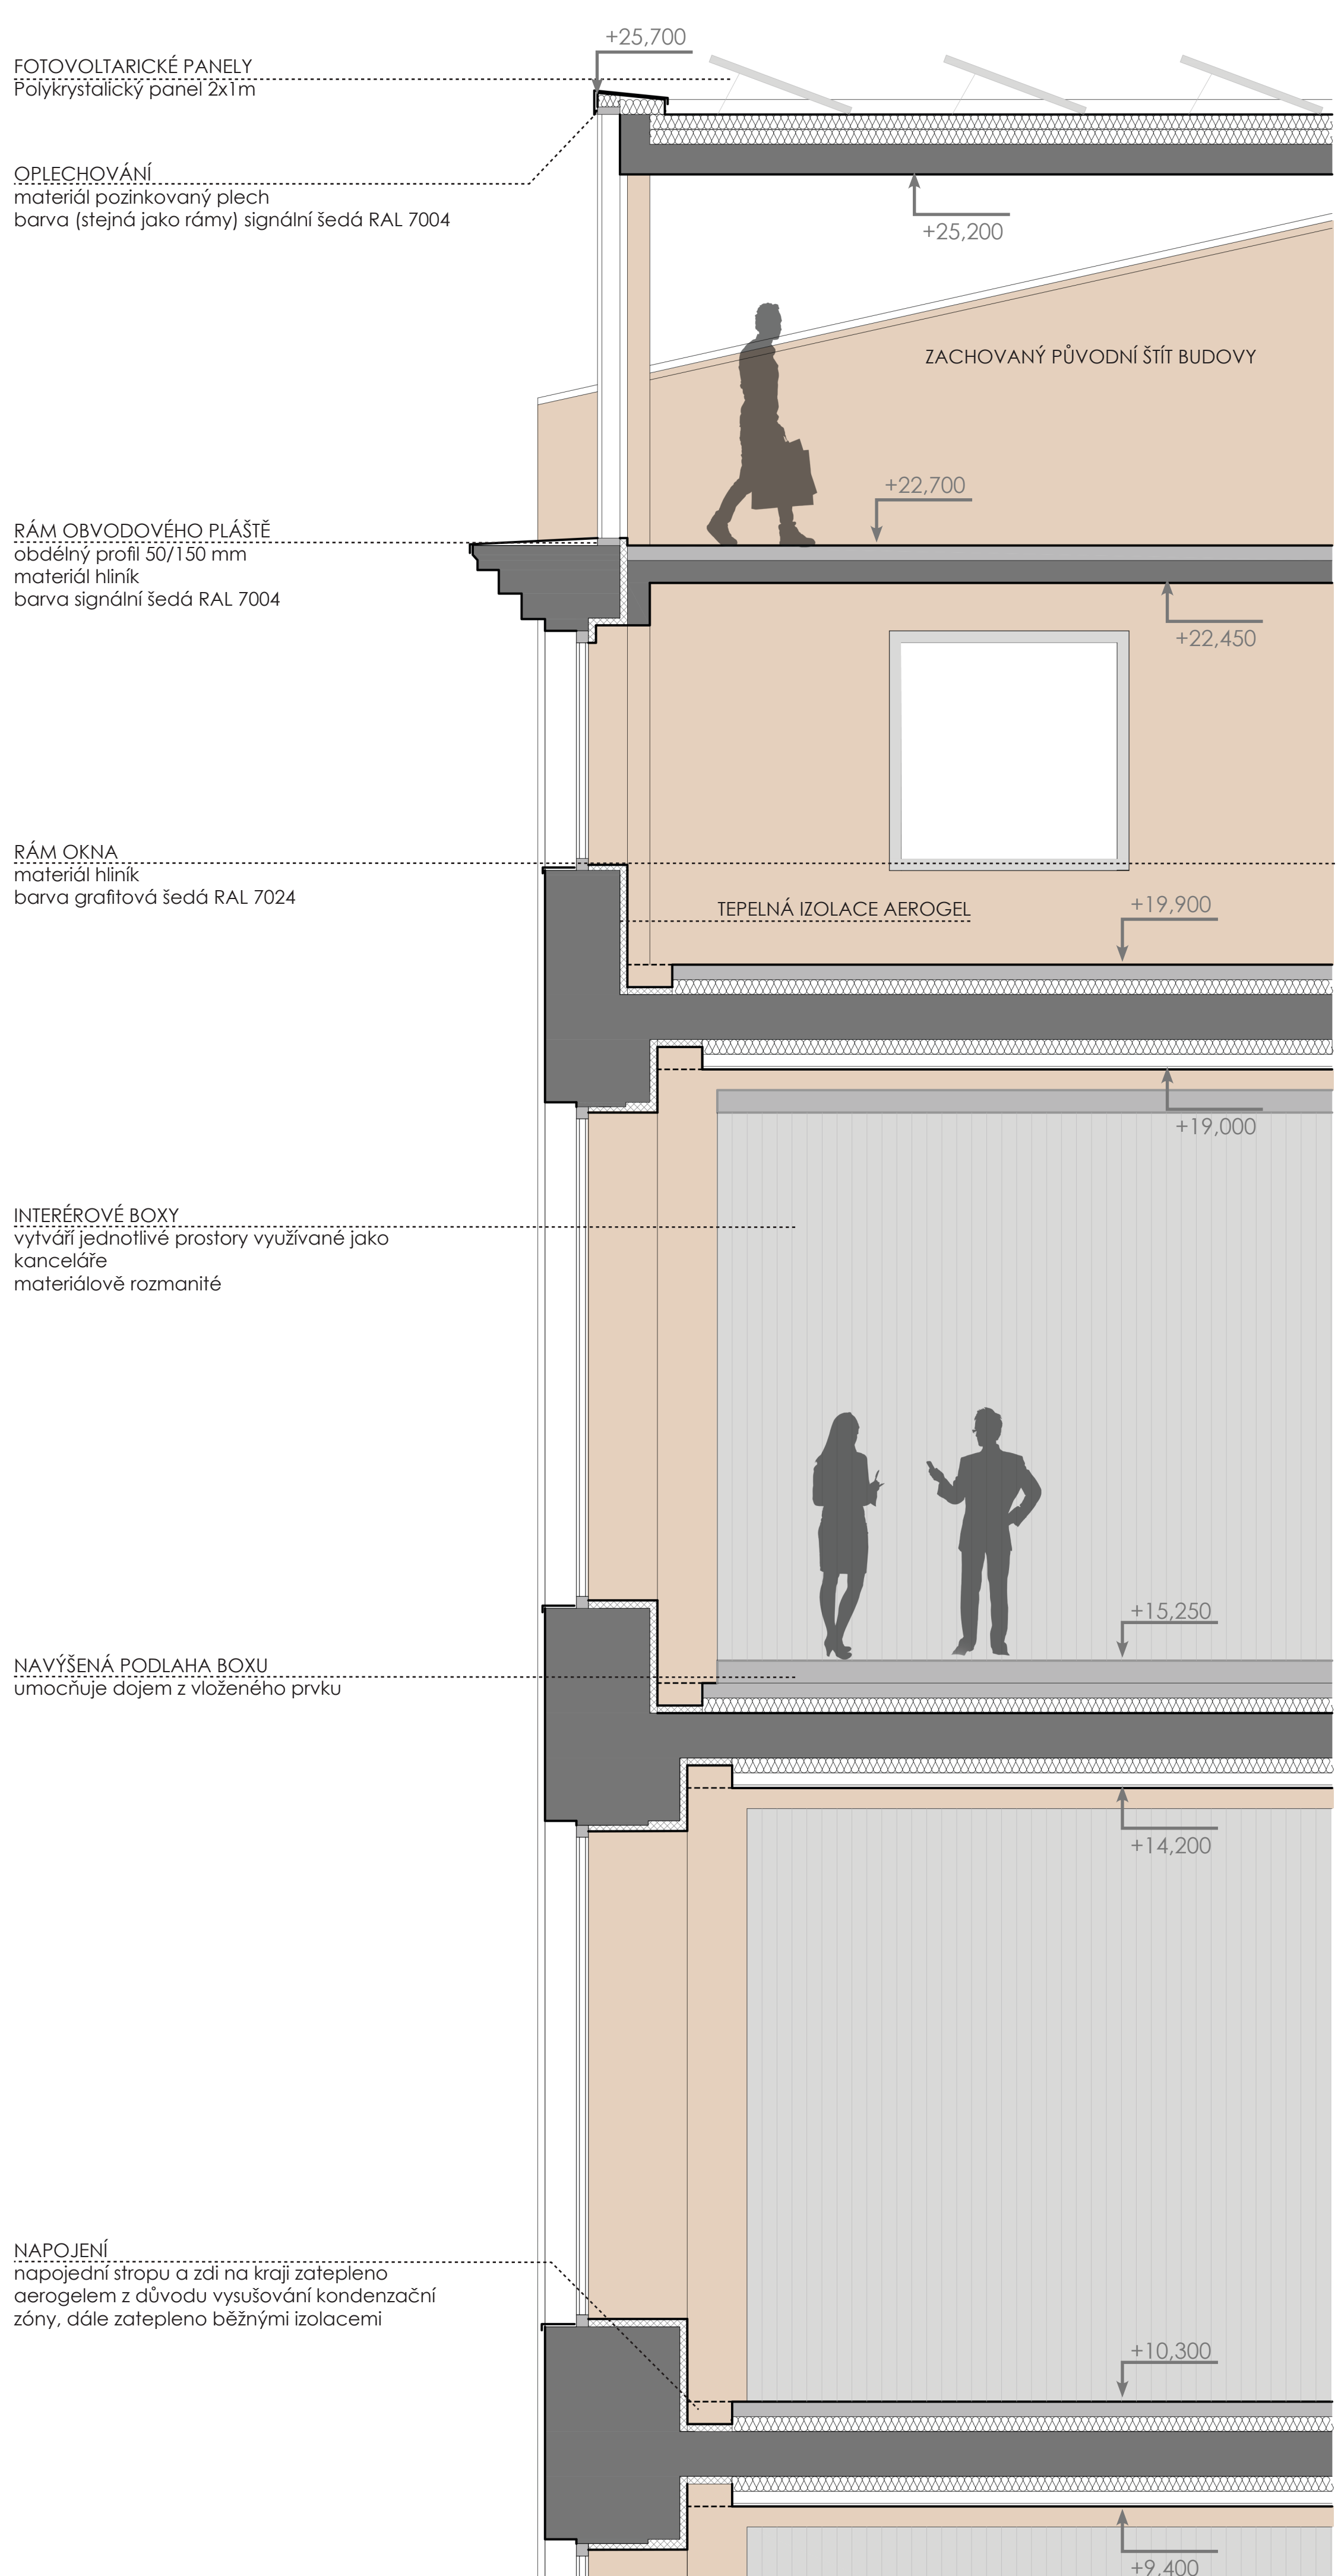 +25,700
FOTOVOLTARICKÉ PANELY
Polykrystalický panel 2x1m
OPLECHOVÁNÍ
materiál pozinkovaný plech
barva (stejná jako rámy) signální šedá RAL 7004
+25,200
ZACHOVANÝ PŮVODNÍ ŠTÍT BUDOVY
+22,700
RÁM OBVODOVÉHO PLÁŠTĚ
obdélný profil 50/150 mm
materiál hliník
barva signální šedá RAL 7004
+22,450
RÁM OKNA
materiál hliník
barva grafitová šedá RAL 7024
TEPELNÁ IZOLACE AEROGEL
+19,900
+19,000
INTERÉROVÉ BOXY
vytváří jednotlivé prostory využívané jako
kanceláře
materiálově rozmanité
+15,250
NAVÝŠENÁ PODLAHA BOXU
umocňuje dojem z vloženého prvku
+14,200
NAPOJENÍ
napojední stropu a zdi na kraji zatepleno
aerogelem z důvodu vysušování kondenzační
zóny, dále zatepleno běžnými izolacemi
+10,300
+9,400